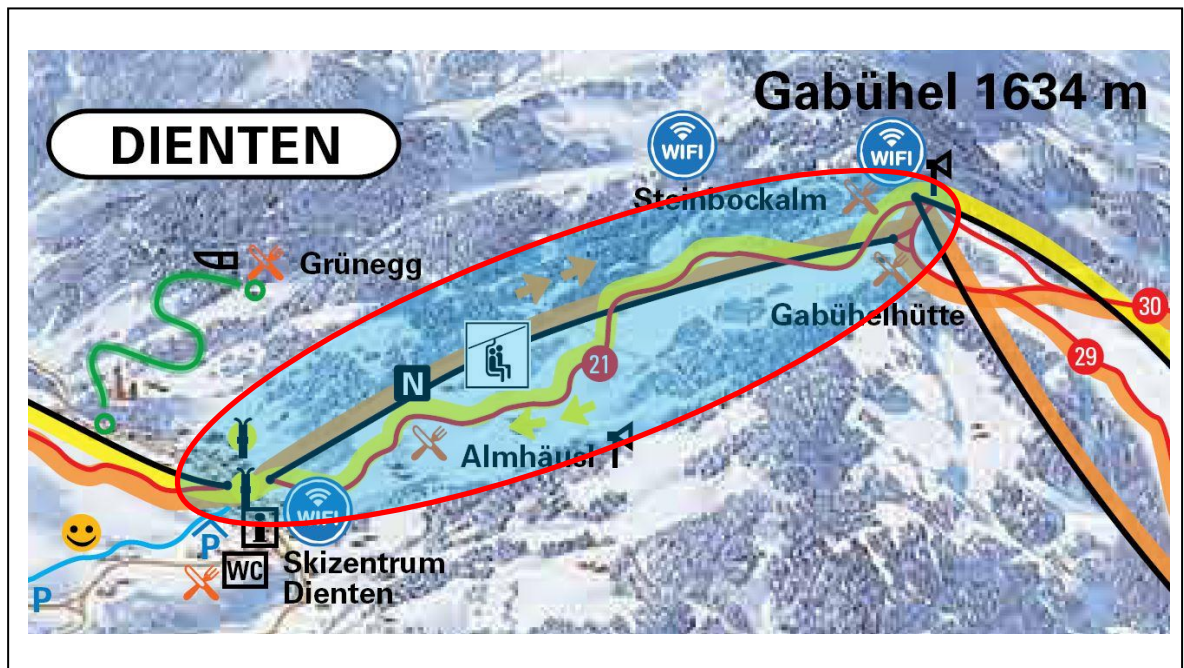 Gabühel 1634 m
DIENTEN
WIFI
WIFI
Steinbockalm
Grünegg
Gabühelhütte
30
29
21
N
Almhäusl
WIFI
i
P
Skizentrum
WC
Dienten
P